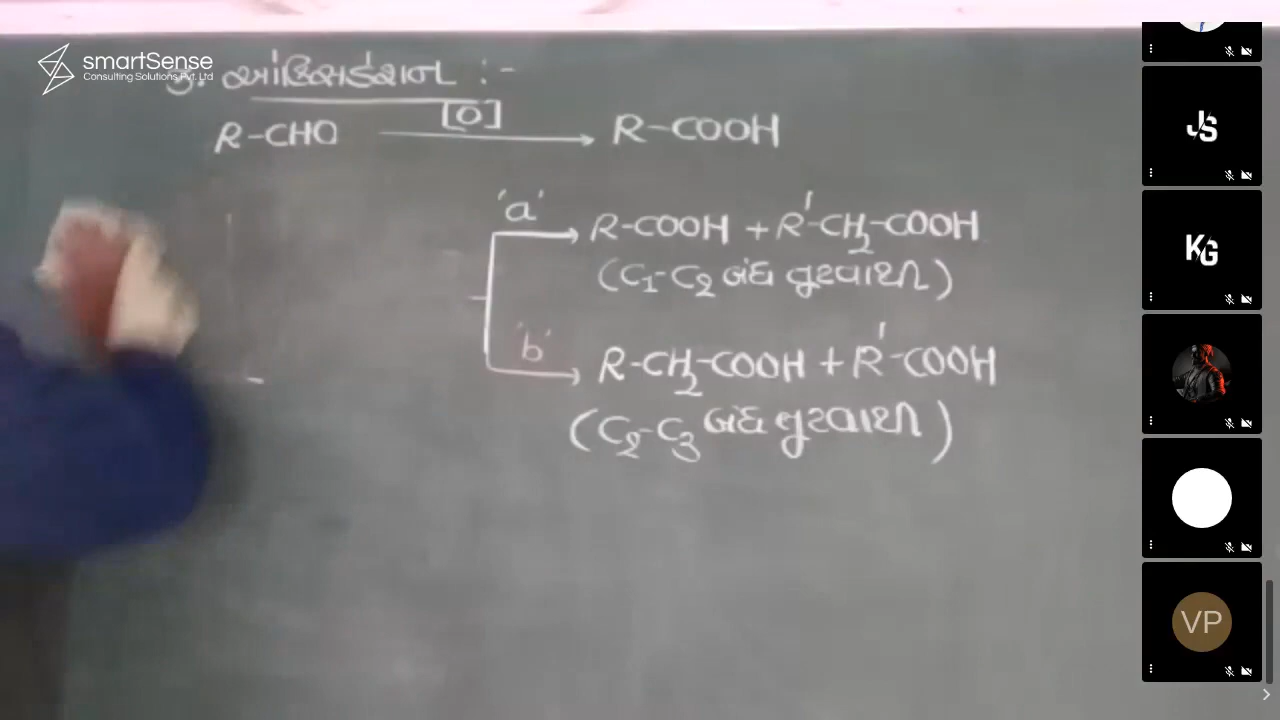 smartSense
Consulting Solutions Pvt. Ltd
ઓક્સિડેશન :-
R-CHO [O] R-COOH
'a' R-COOH + R'-CH2-COOH
(C1-C2 બંધ તુટવાથી)
'b' R-CH2-COOH + R'-COOH
(C2-C3 બંધ તુટવાથી)
JS
KG
VP